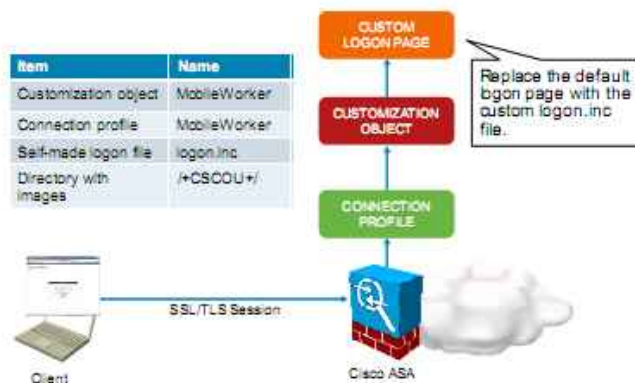 CUSTOM
LOGON PAGE
Item Name
Customization object MobileWorker
Connection profile MobileWorker
Self-made logon file logon.inc
Directory with
images /+CSCOU+/
Replace the default
logon page with the
custom logon.inc
file.
CUSTOMIZATION
OBJECT
CONNECTION
PROFILE
SSL/TLS Session
Client
Cisco ASA